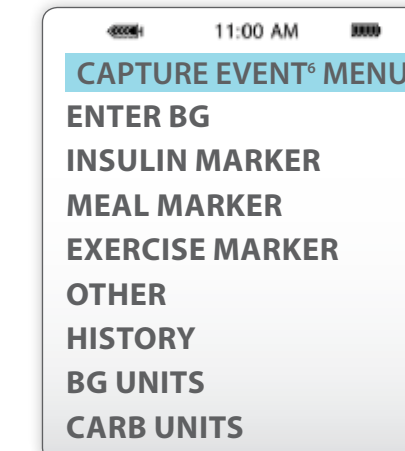 11:00 AM
CAPTURE EVENT⁶ MENU
ENTER BG
INSULIN MARKER
MEAL MARKER
EXERCISE MARKER
OTHER
HISTORY
BG UNITS
CARB UNITS